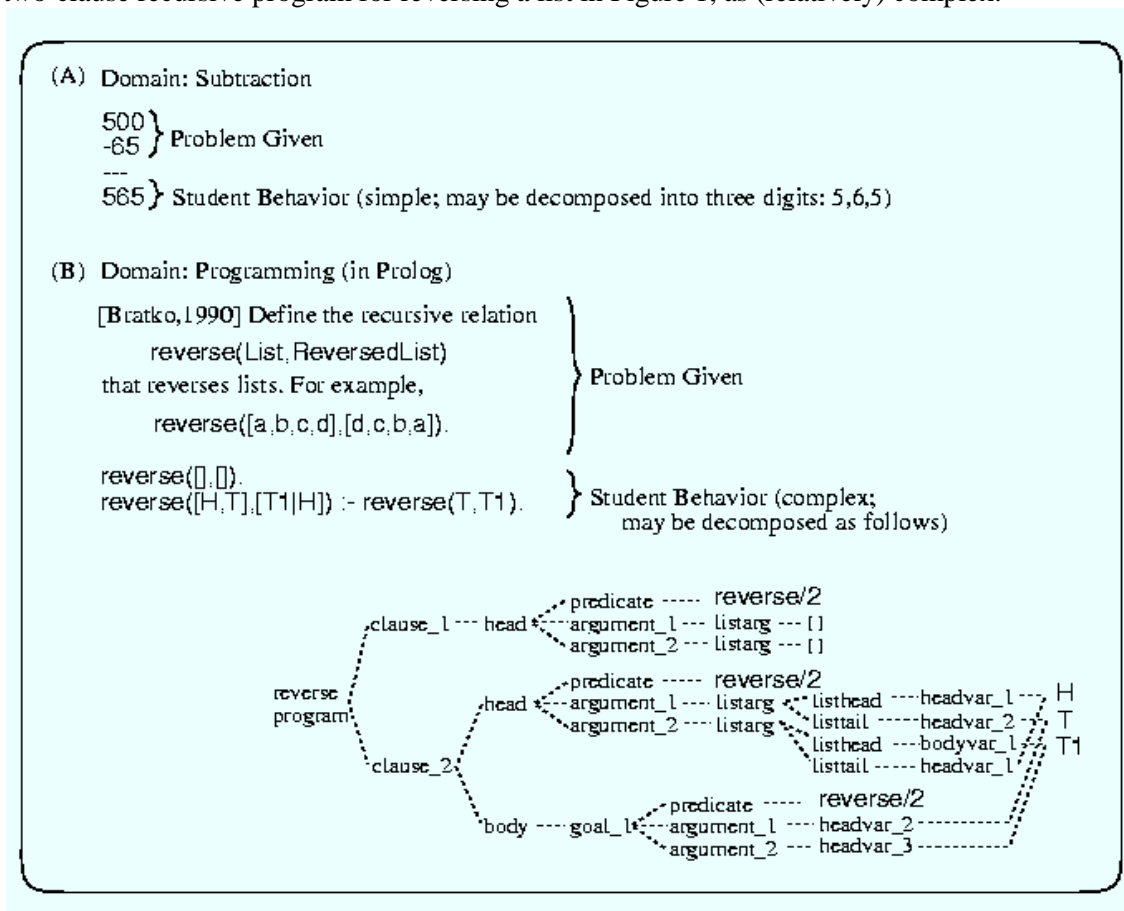 two-clause recursive program for reversing a list in Figure 1, as (relatively) complex.
(A) Domain: Subtraction
500
-65
} Problem Given
---
565 } Student Behavior (simple; may be decomposed into three digits: 5,6,5)
(B) Domain: Programming (in Prolog)
[Bratko,1990] Define the recursive relation
reverse(List,ReversedList)
that reverses lists. For example,
Problem Given
reverse([a,b,c,d],[d,c,b,a]).
reverse([],[]).
reverse([H,T],[T1|H]) :- reverse(T,T1).
Student Behavior (complex;
may be decomposed as follows)
predicate ----- reverse/2
clause_1 --- head argument_1 --- listarg --- []
argument_2 --- listarg --- []
predicate ----- reverse/2
head argument_1 ---- listarg listhead ---- headvar_1 --- H
argument_2 ---- listarg listtail ---- headvar_2 -- T
listhead ---bodyvar_1 T1
listtail ----- headvar_1
reverse
program
clause_2
predicate ----- reverse/2
body ---- goal_1 argument_1 --- headvar_2
argument_2 --- headvar_3